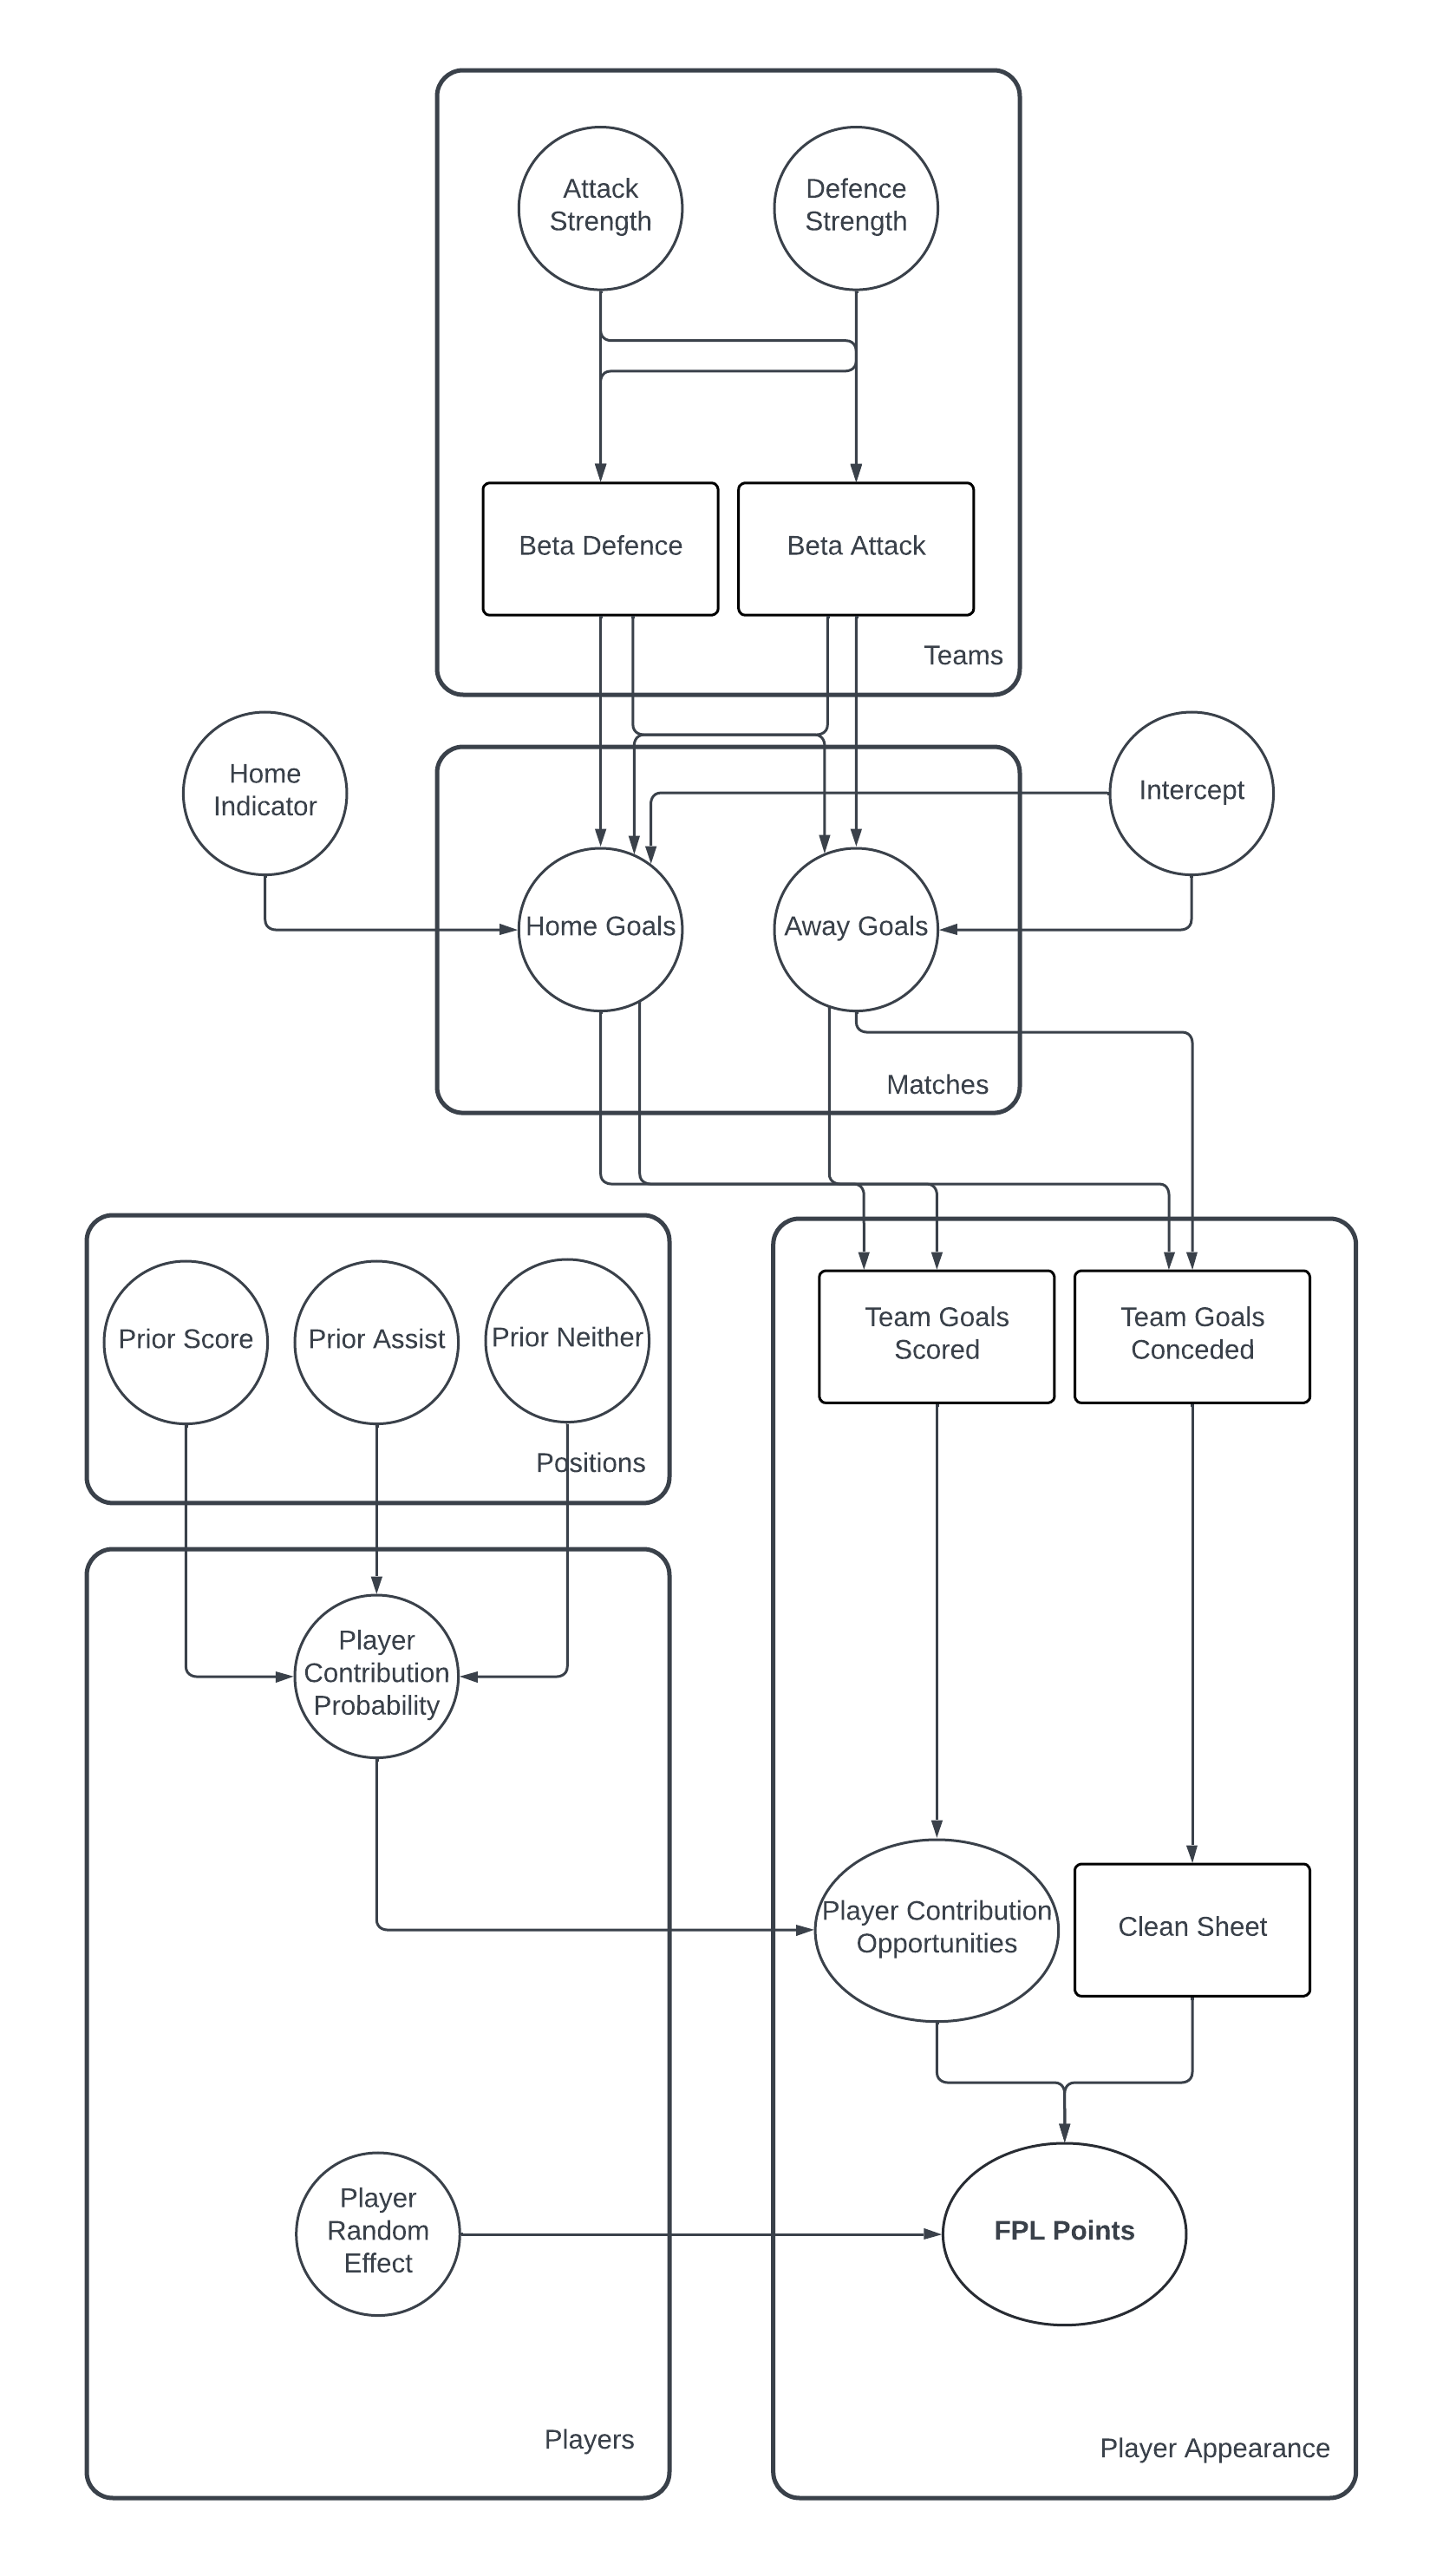 Attack
Strength
Defence
Strength
Beta Defence
Beta Attack
Teams
Home
Indicator
Intercept
Home Goals
Away Goals
Matches
Prior Score
Prior Assist
Prior Neither
Positions
Team Goals
Scored
Team Goals
Conceded
Player
Contribution
Probability
Player Contribution
Opportunities
Clean Sheet
Player
Random
Effect
FPL Points
Players
Player Appearance